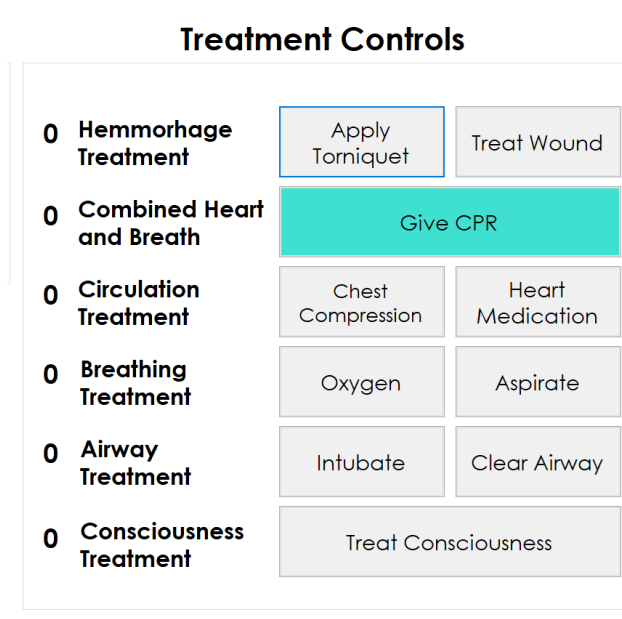 Treatment Controls
0 Hemmorhage Treatment
Apply Torniquet
Treat Wound
0 Combined Heart and Breath
Give CPR
0 Circulation Treatment
Chest Compression
Heart Medication
0 Breathing Treatment
Oxygen
Aspirate
0 Airway Treatment
Intubate
Clear Airway
0 Consciousness Treatment
Treat Consciousness